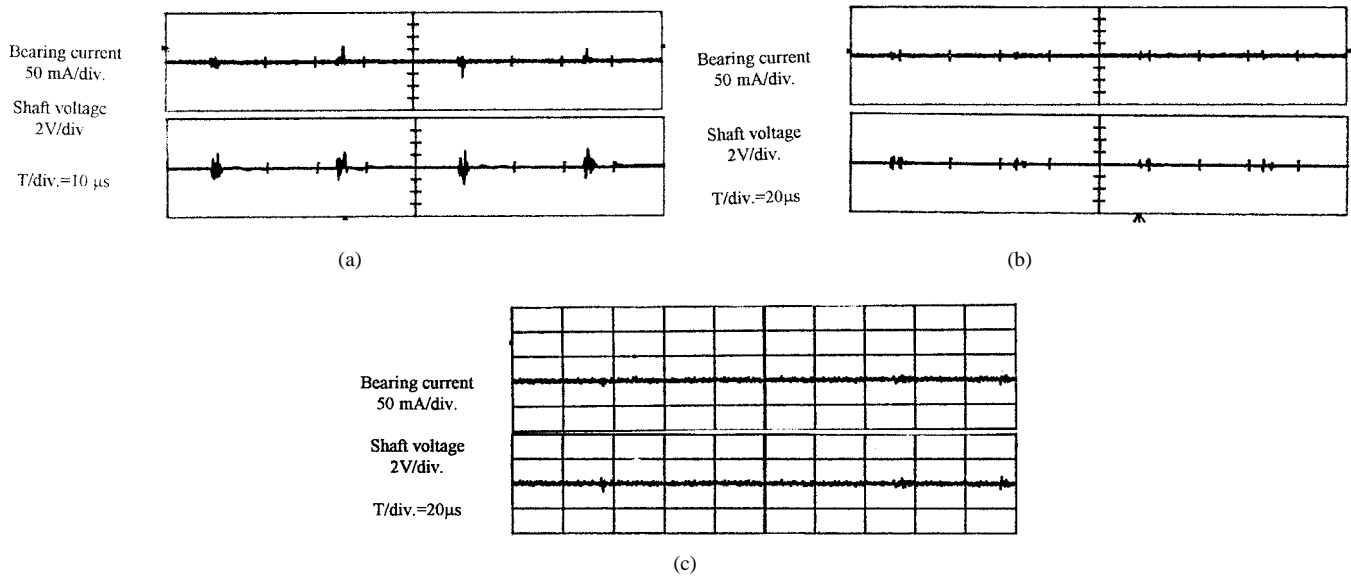 Bearing current
50 mA/div.
Shaft voltage
2V/div
T/div.=10 μs
(a)
Bearing current
50 mA/div.
Shaft voltage
2V/div.
T/div.=20μs
(b)
Bearing current
50 mA/div.
Shaft voltage
2V/div.
T/div.=20μs
(c)